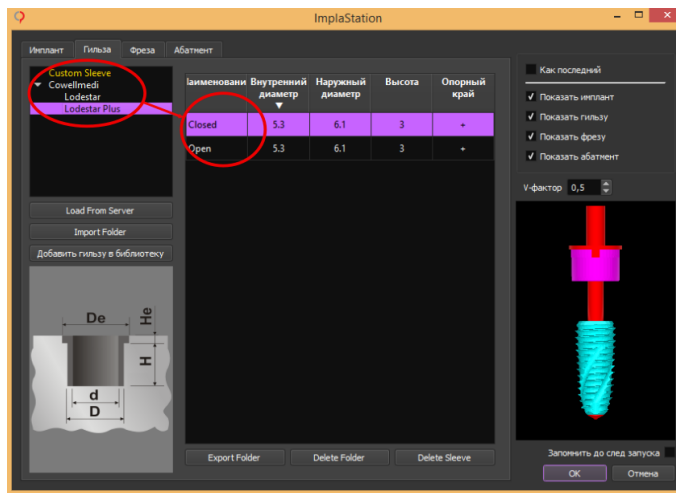 ImplaStation
Имплант Гильза Фреза Абатмент
Custom Sleeve
Cowellmedi
Lodestar
Lodestar Plus
Load From Server
Import Folder
Добавить гильзу в библиотеку
De He
H
d
D
Наименовани Внутренний диаметр Наружный диаметр Высота Опорный край
Closed 5.3 6.1 3 +
Open 5.3 6.1 3 +
Export Folder Delete Folder Delete Sleeve
Как последний
Показать имплант
Показать гильзу
Показать фрезу
Показать абатмент
V-фактор 0,5
Запомнить до след запуска
OK Отмена